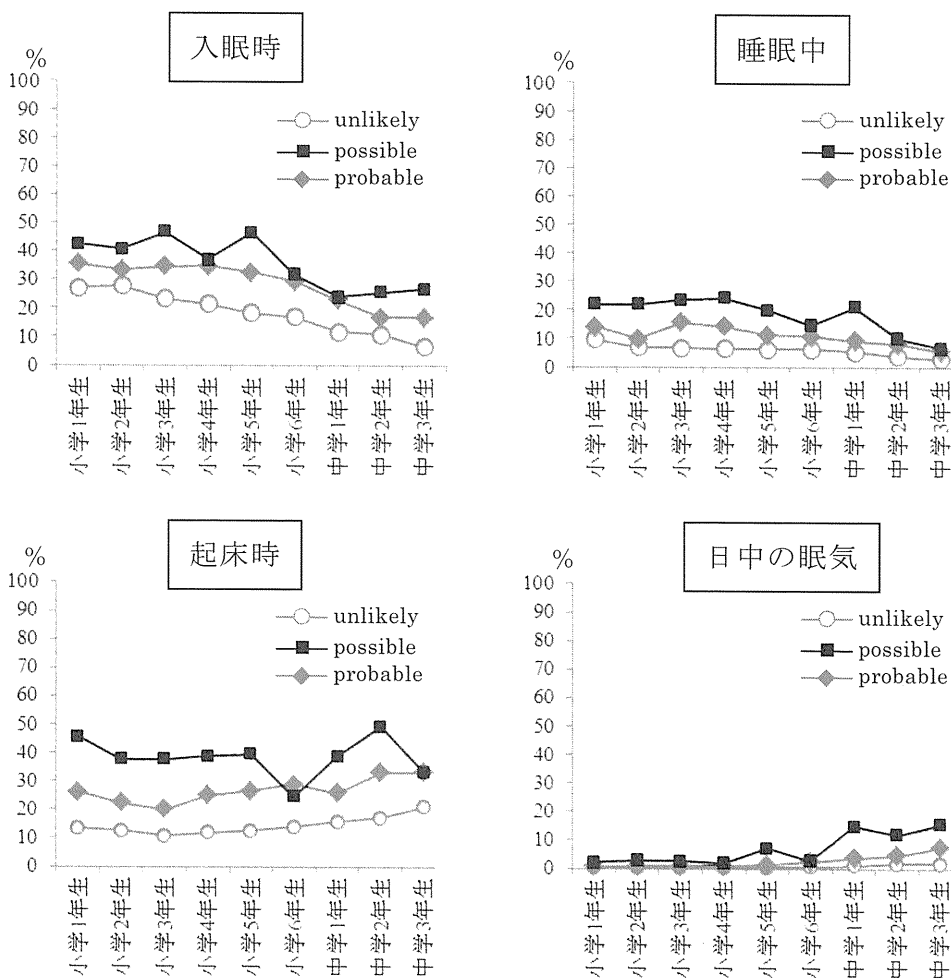 入眠時
%
100
90
80
70
60
50
40
30
20
10
0
unlikely
possible
probable
小学1年生
小学2年生
小学3年生
小学4年生
小学5年生
小学6年生
中学1年生
中学2年生
中学3年生
睡眠中
%
100
90
80
70
60
50
40
30
20
10
0
unlikely
possible
probable
小学1年生
小学2年生
小学3年生
小学4年生
小学5年生
小学6年生
中学1年生
中学2年生
中学3年生
起床時
%
100
90
80
70
60
50
40
30
20
10
0
unlikely
possible
probable
小学1年生
小学2年生
小学3年生
小学4年生
小学5年生
小学6年生
中学1年生
中学2年生
中学3年生
日中の眠気
%
100
90
80
70
60
50
40
30
20
10
0
unlikely
possible
probable
小学1年生
小学2年生
小学3年生
小学4年生
小学5年生
小学6年生
中学1年生
中学2年生
中学3年生